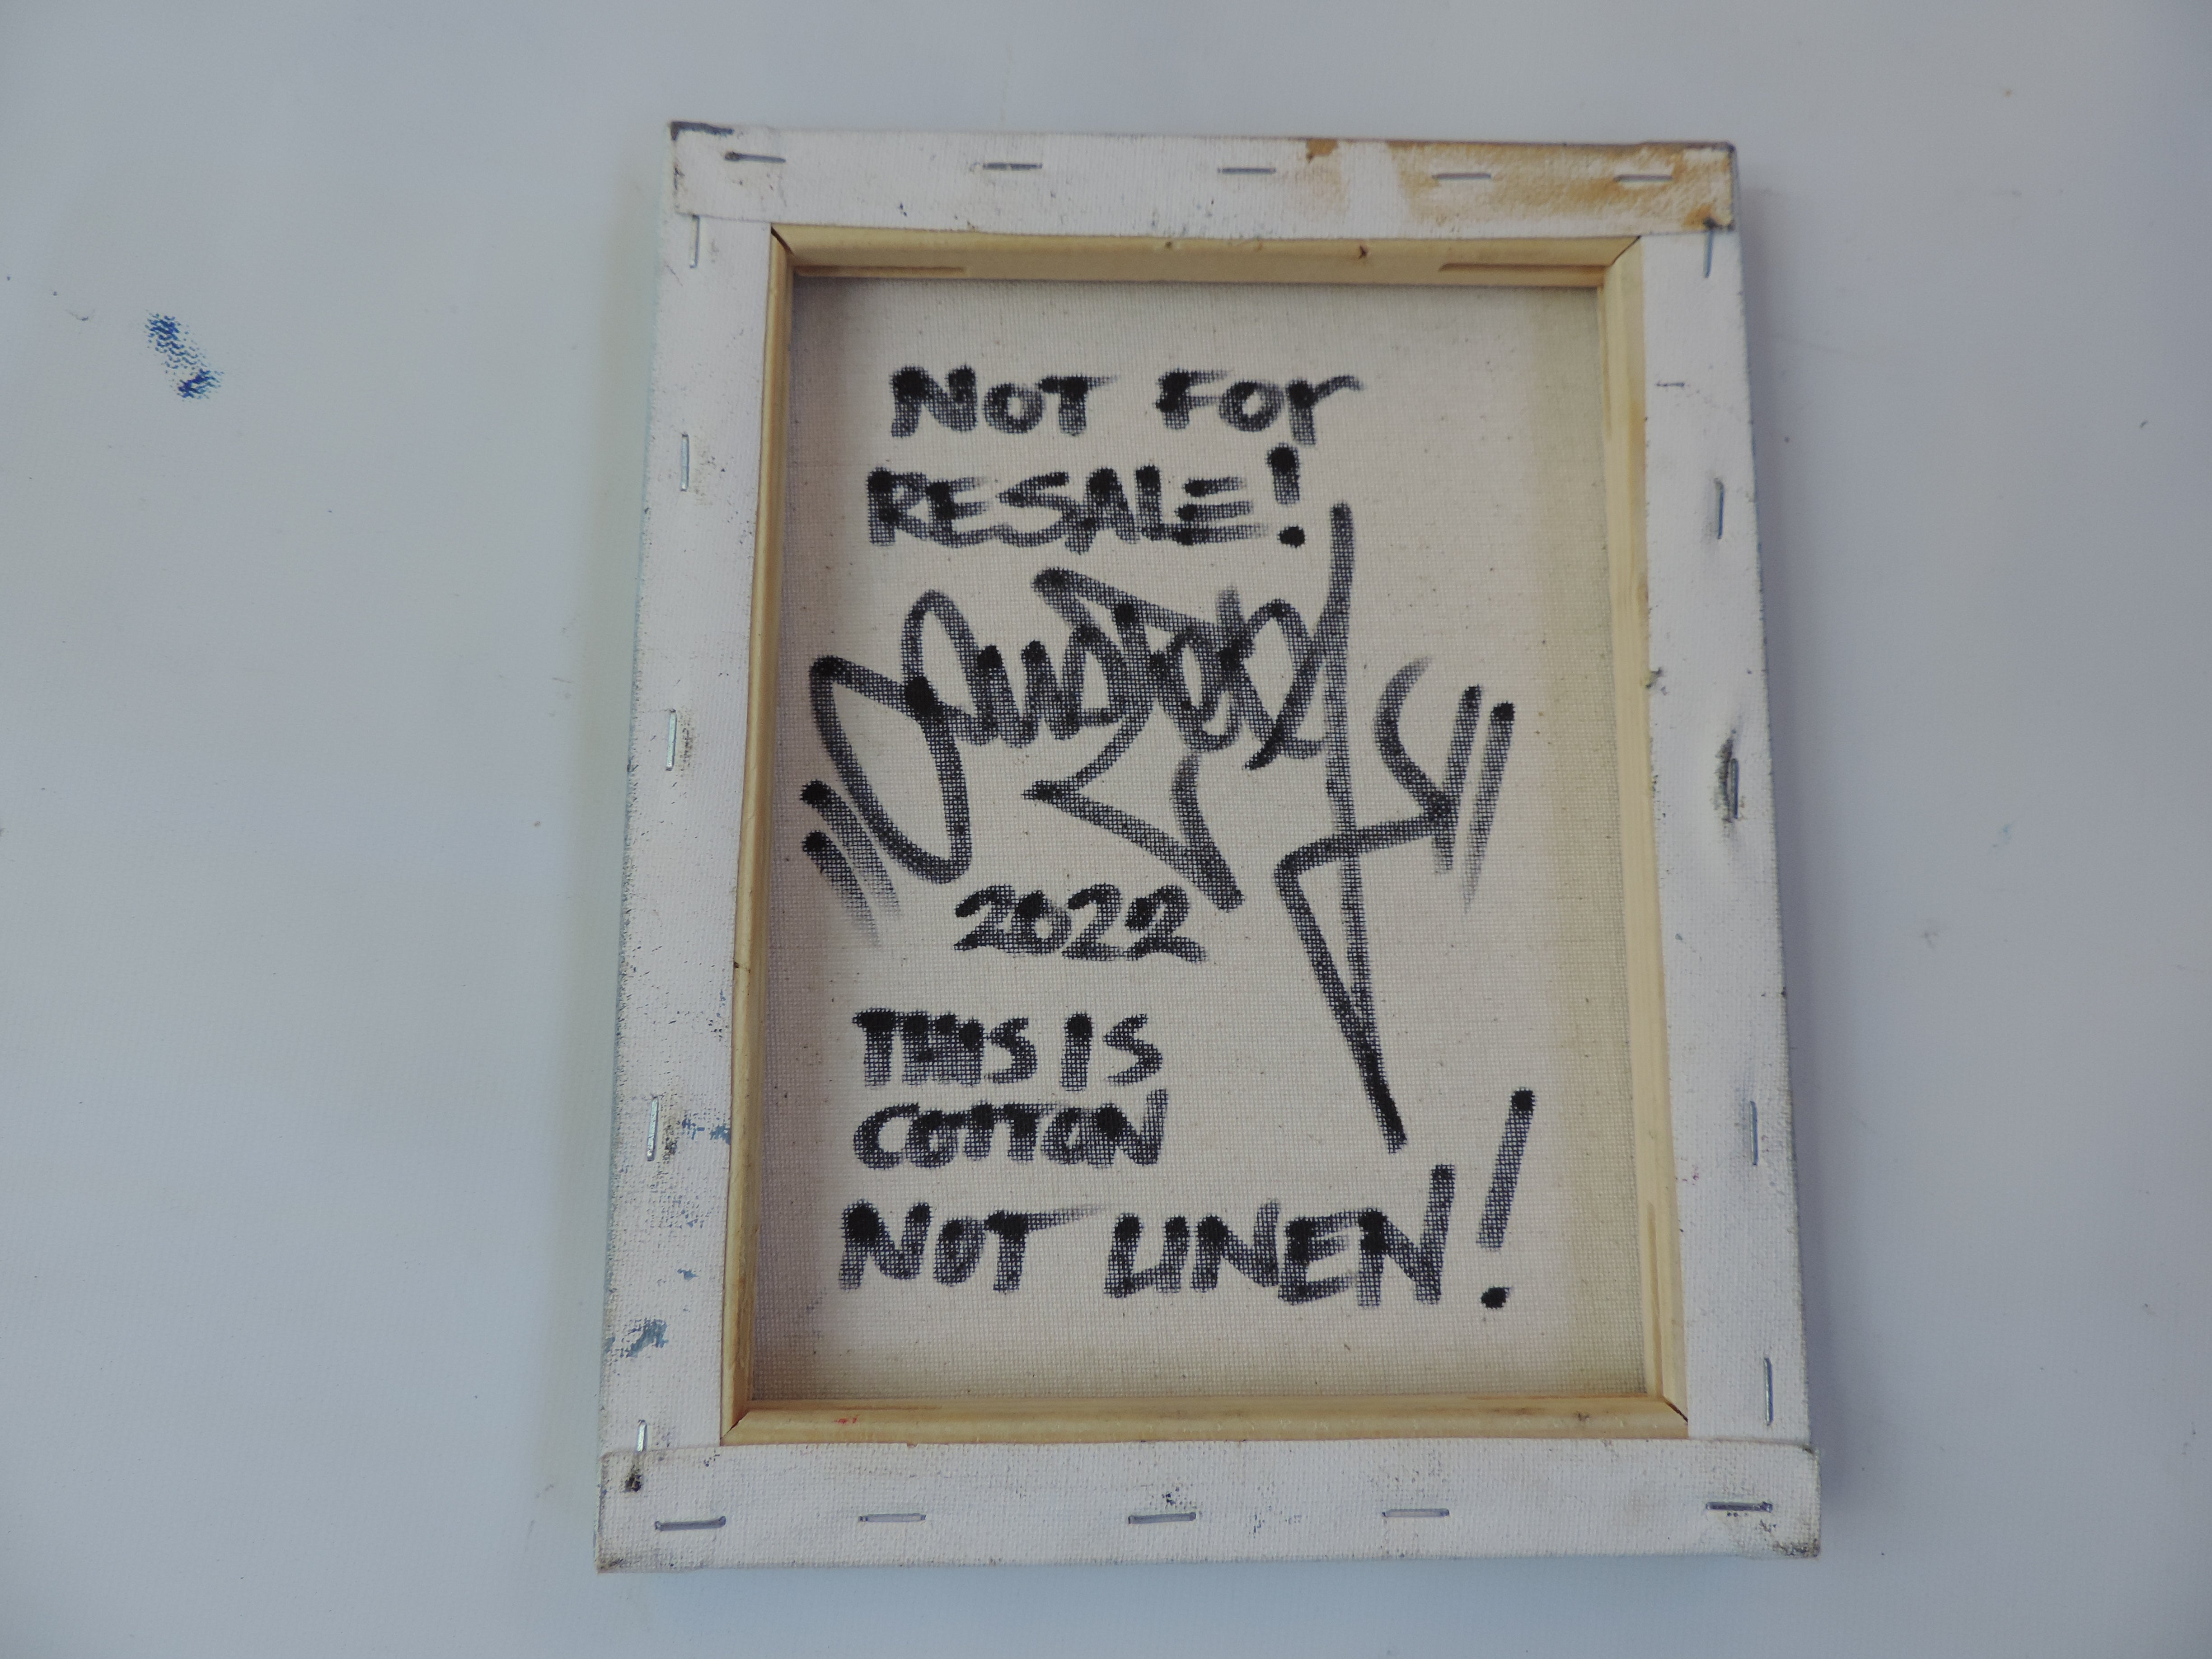 NOT FOr
RESALE!
2022
THIS IS
COTTON
NOT LINEN!